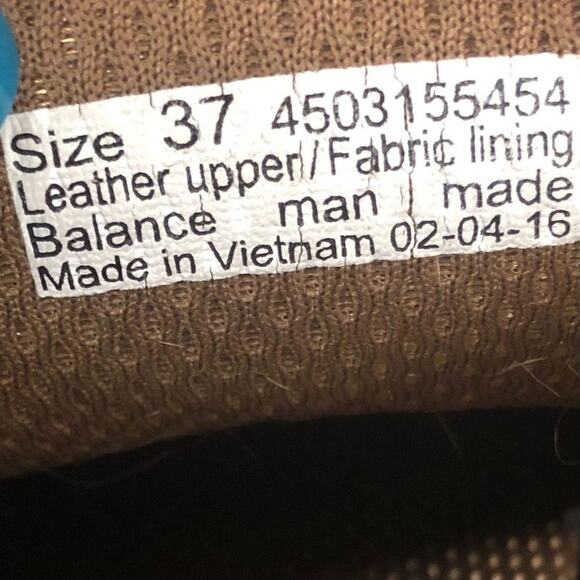 Size 37 4503155454
Leather upper/Fabric lining
Balance man made
Made in Vietnam 02-04-16